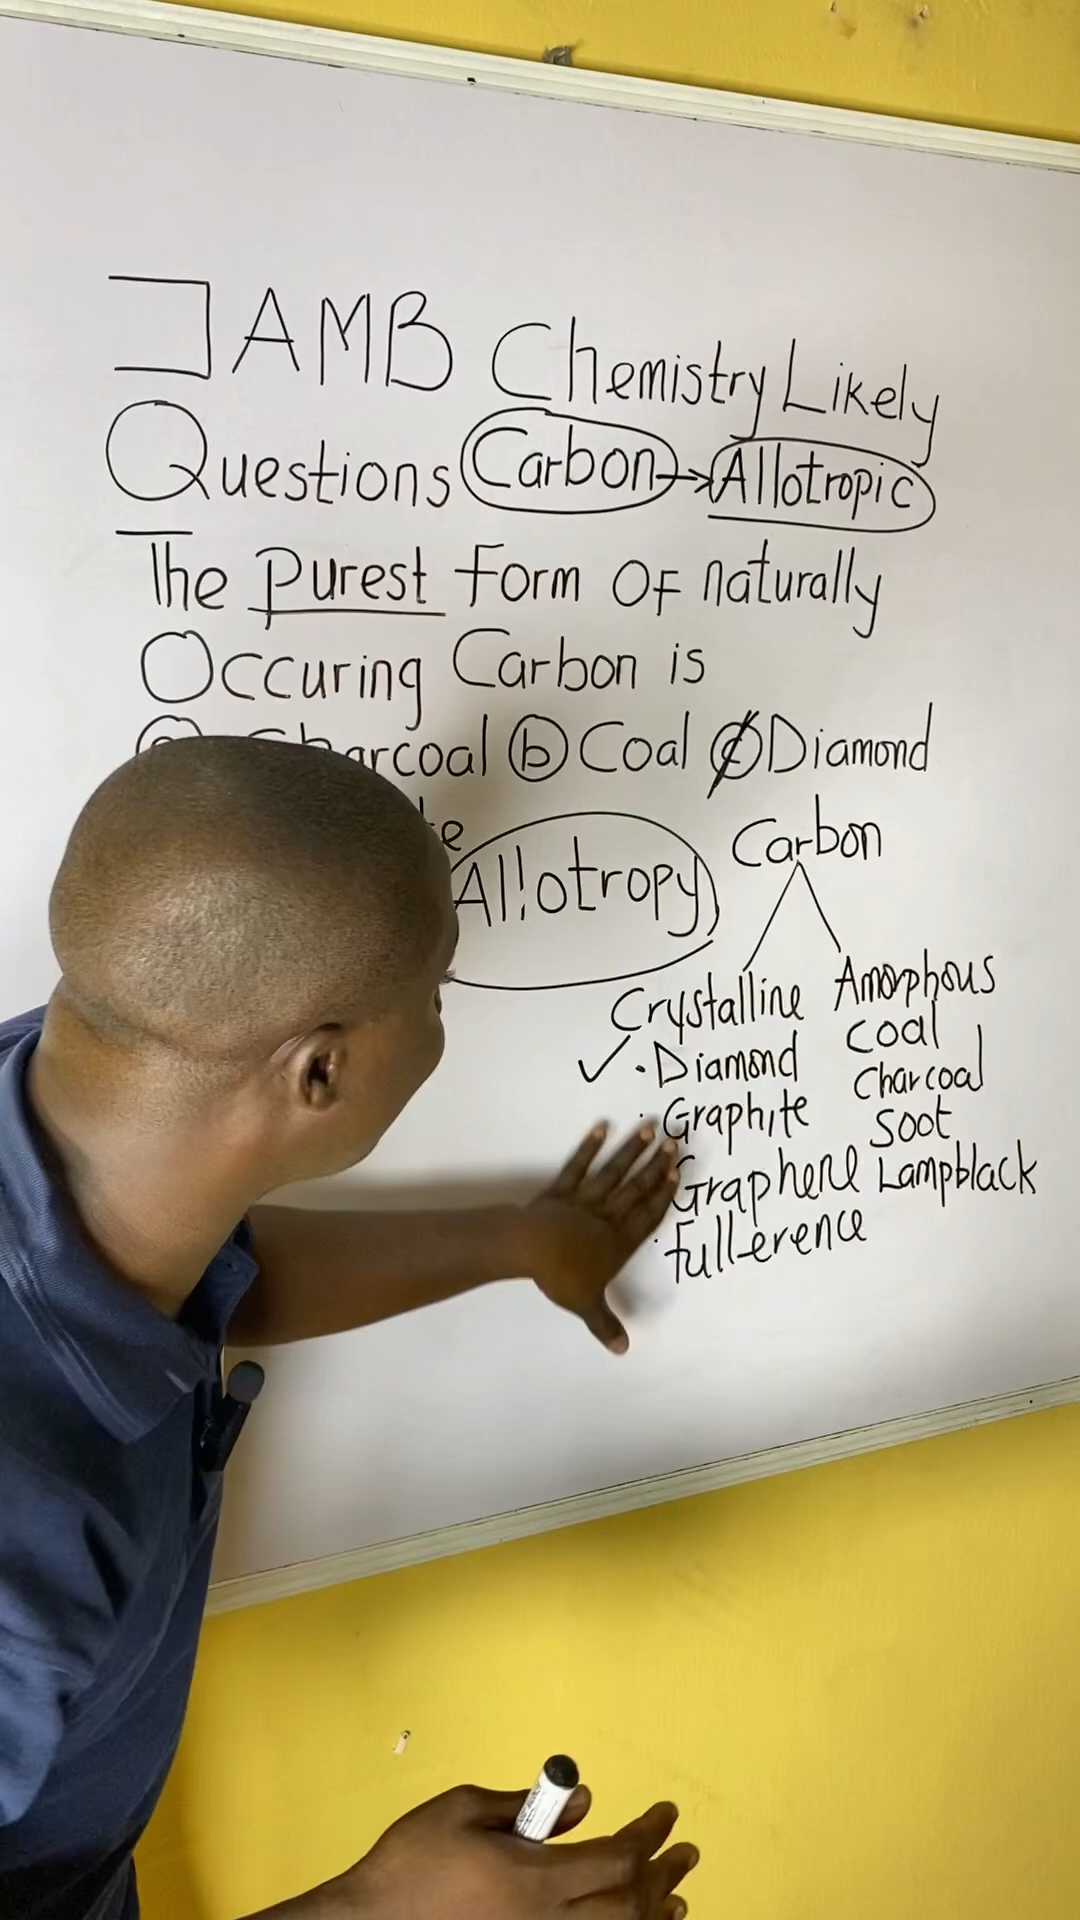 JAMB Chemistry Likely
Questions Carbon → Allotropic
The Purest Form OF naturally
Occuring Carbon is
b Coal c Diamond
Allotropy
Carbon
Crystalline Amorphous
✓ · Diamond Coal
· Graphite Charcoal
Graphene Soot
· Fullerence Lampblack